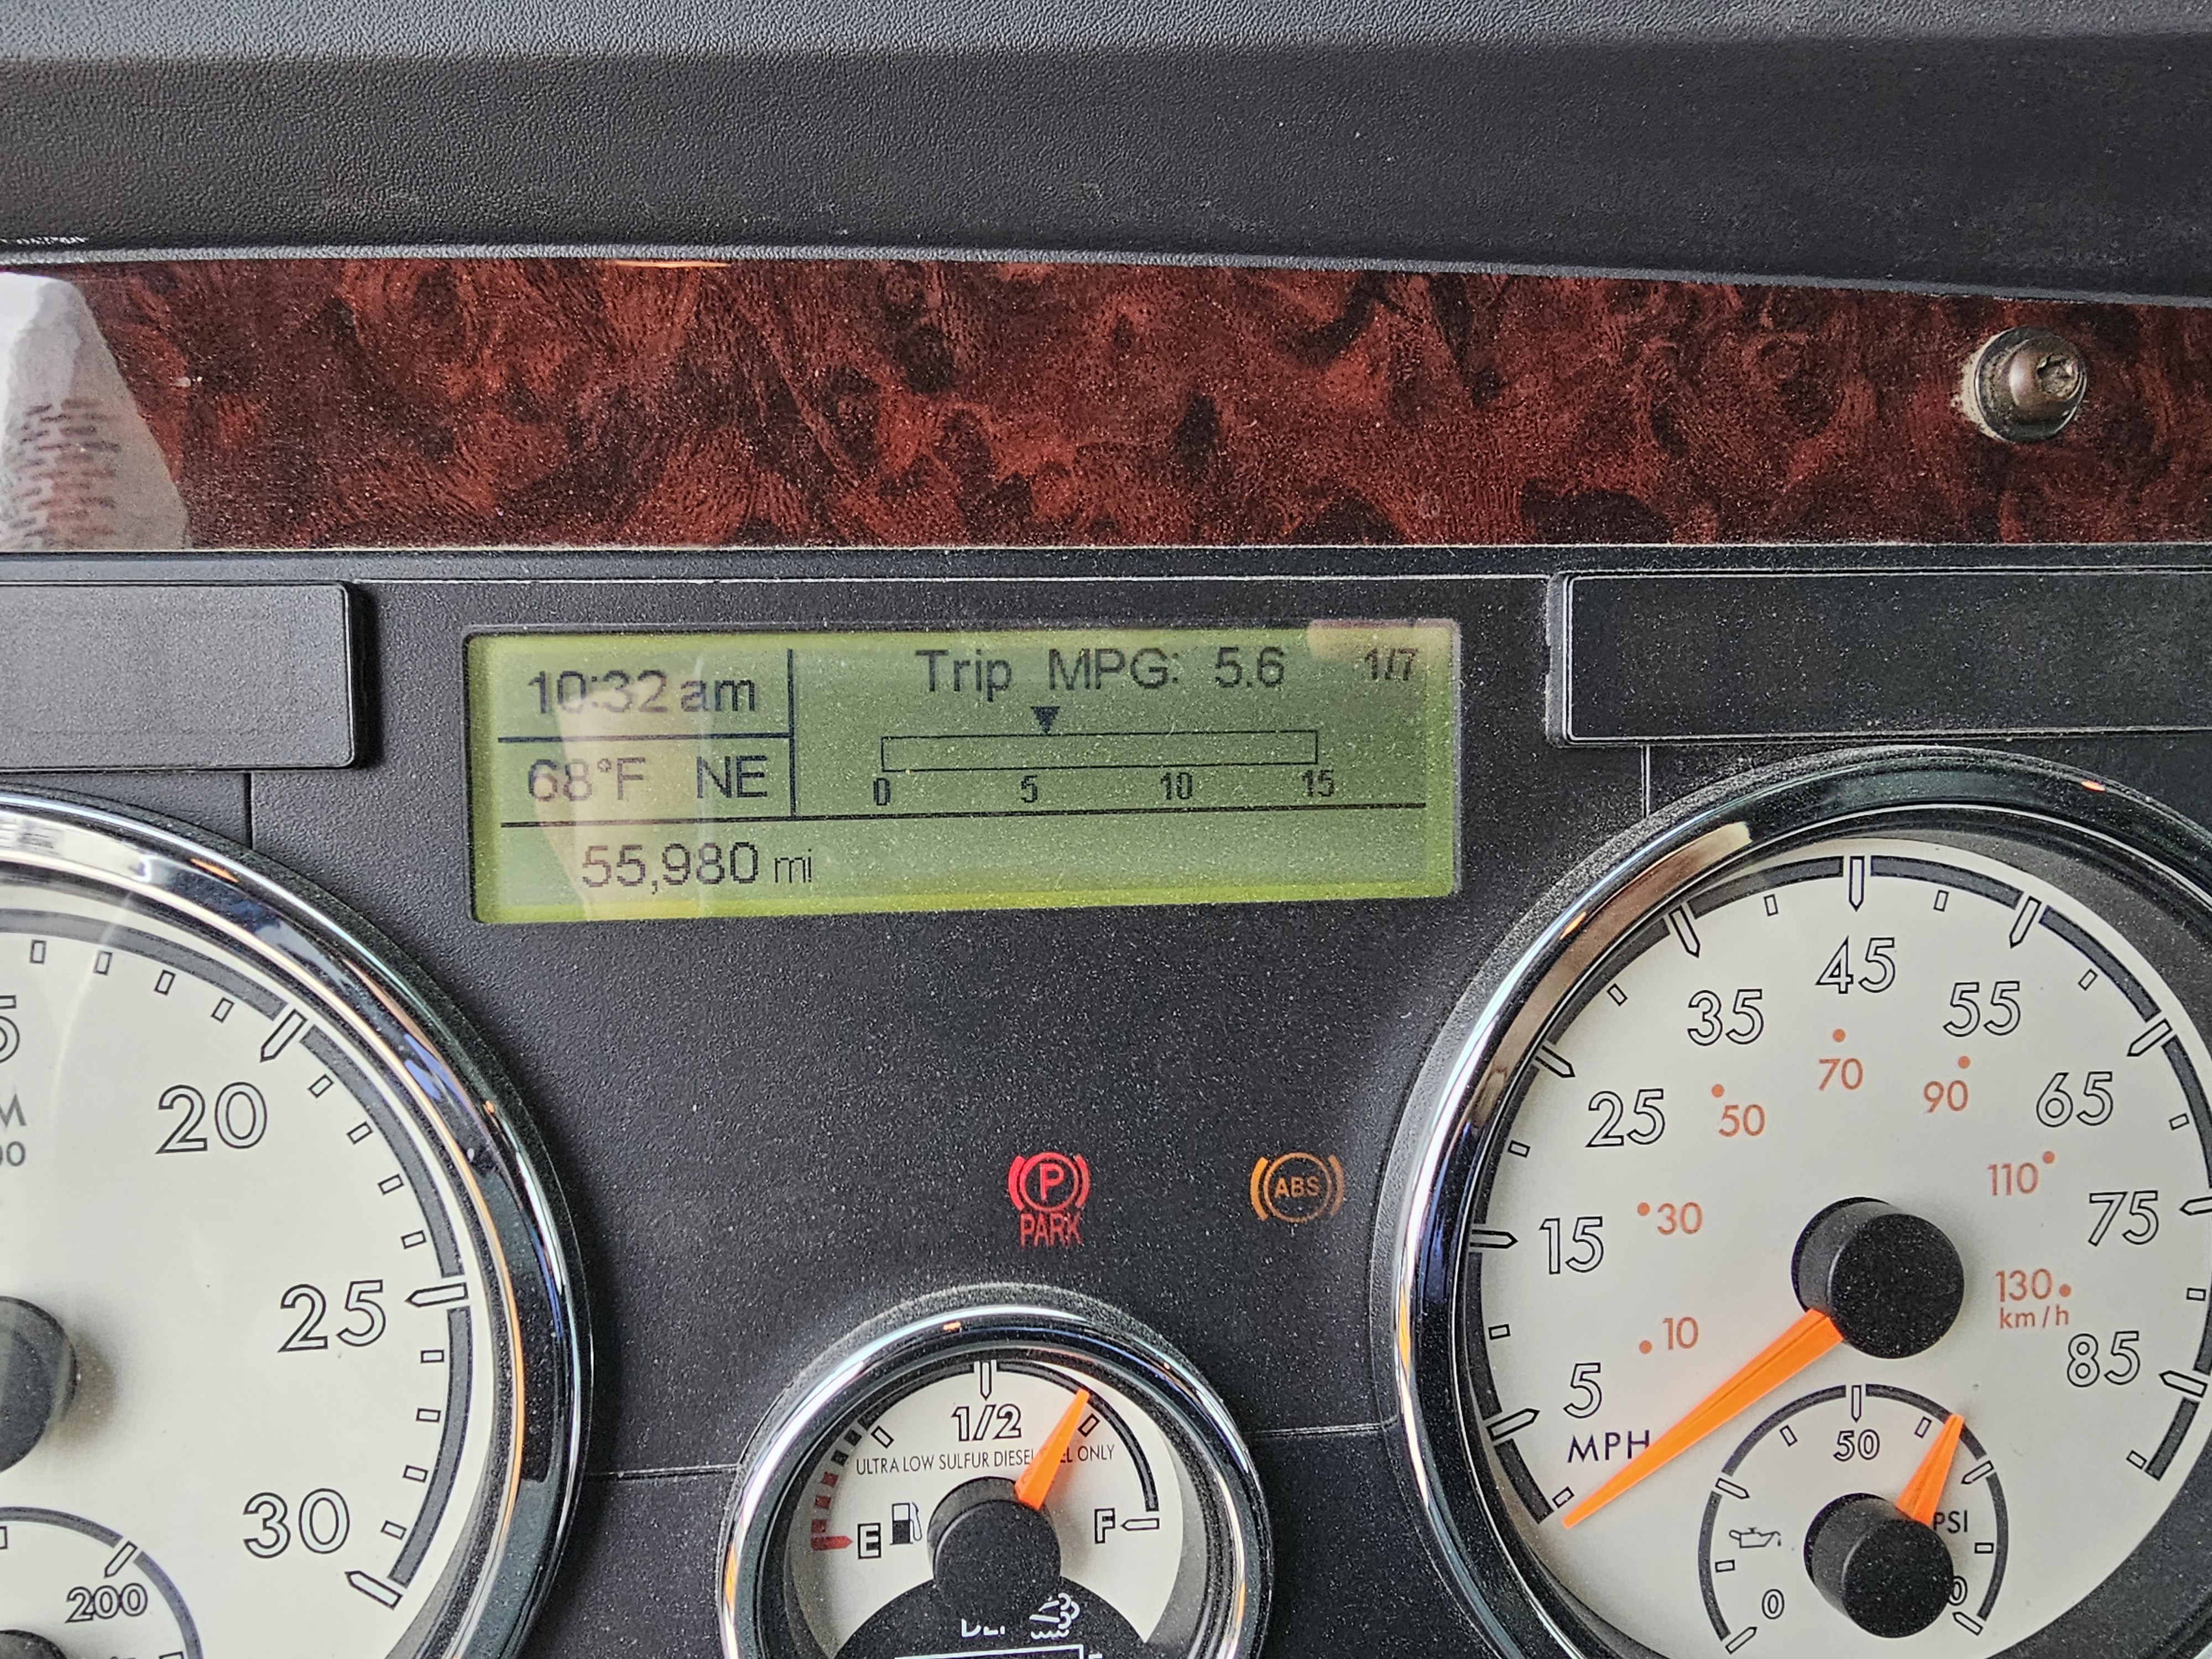 10:32 am
Trip MPG: 5.6
1/7
68°F NE
0 5 10 15
55,980 mi
20
25
30
200
P
PARK
ABS
1/2
ULTRA LOW SULFUR DIESEL ONLY
E
F
5
15
25
35
45
55
65
75
85
MPH
10
30
50
70
90
110
130
km/h
0
50
PSI